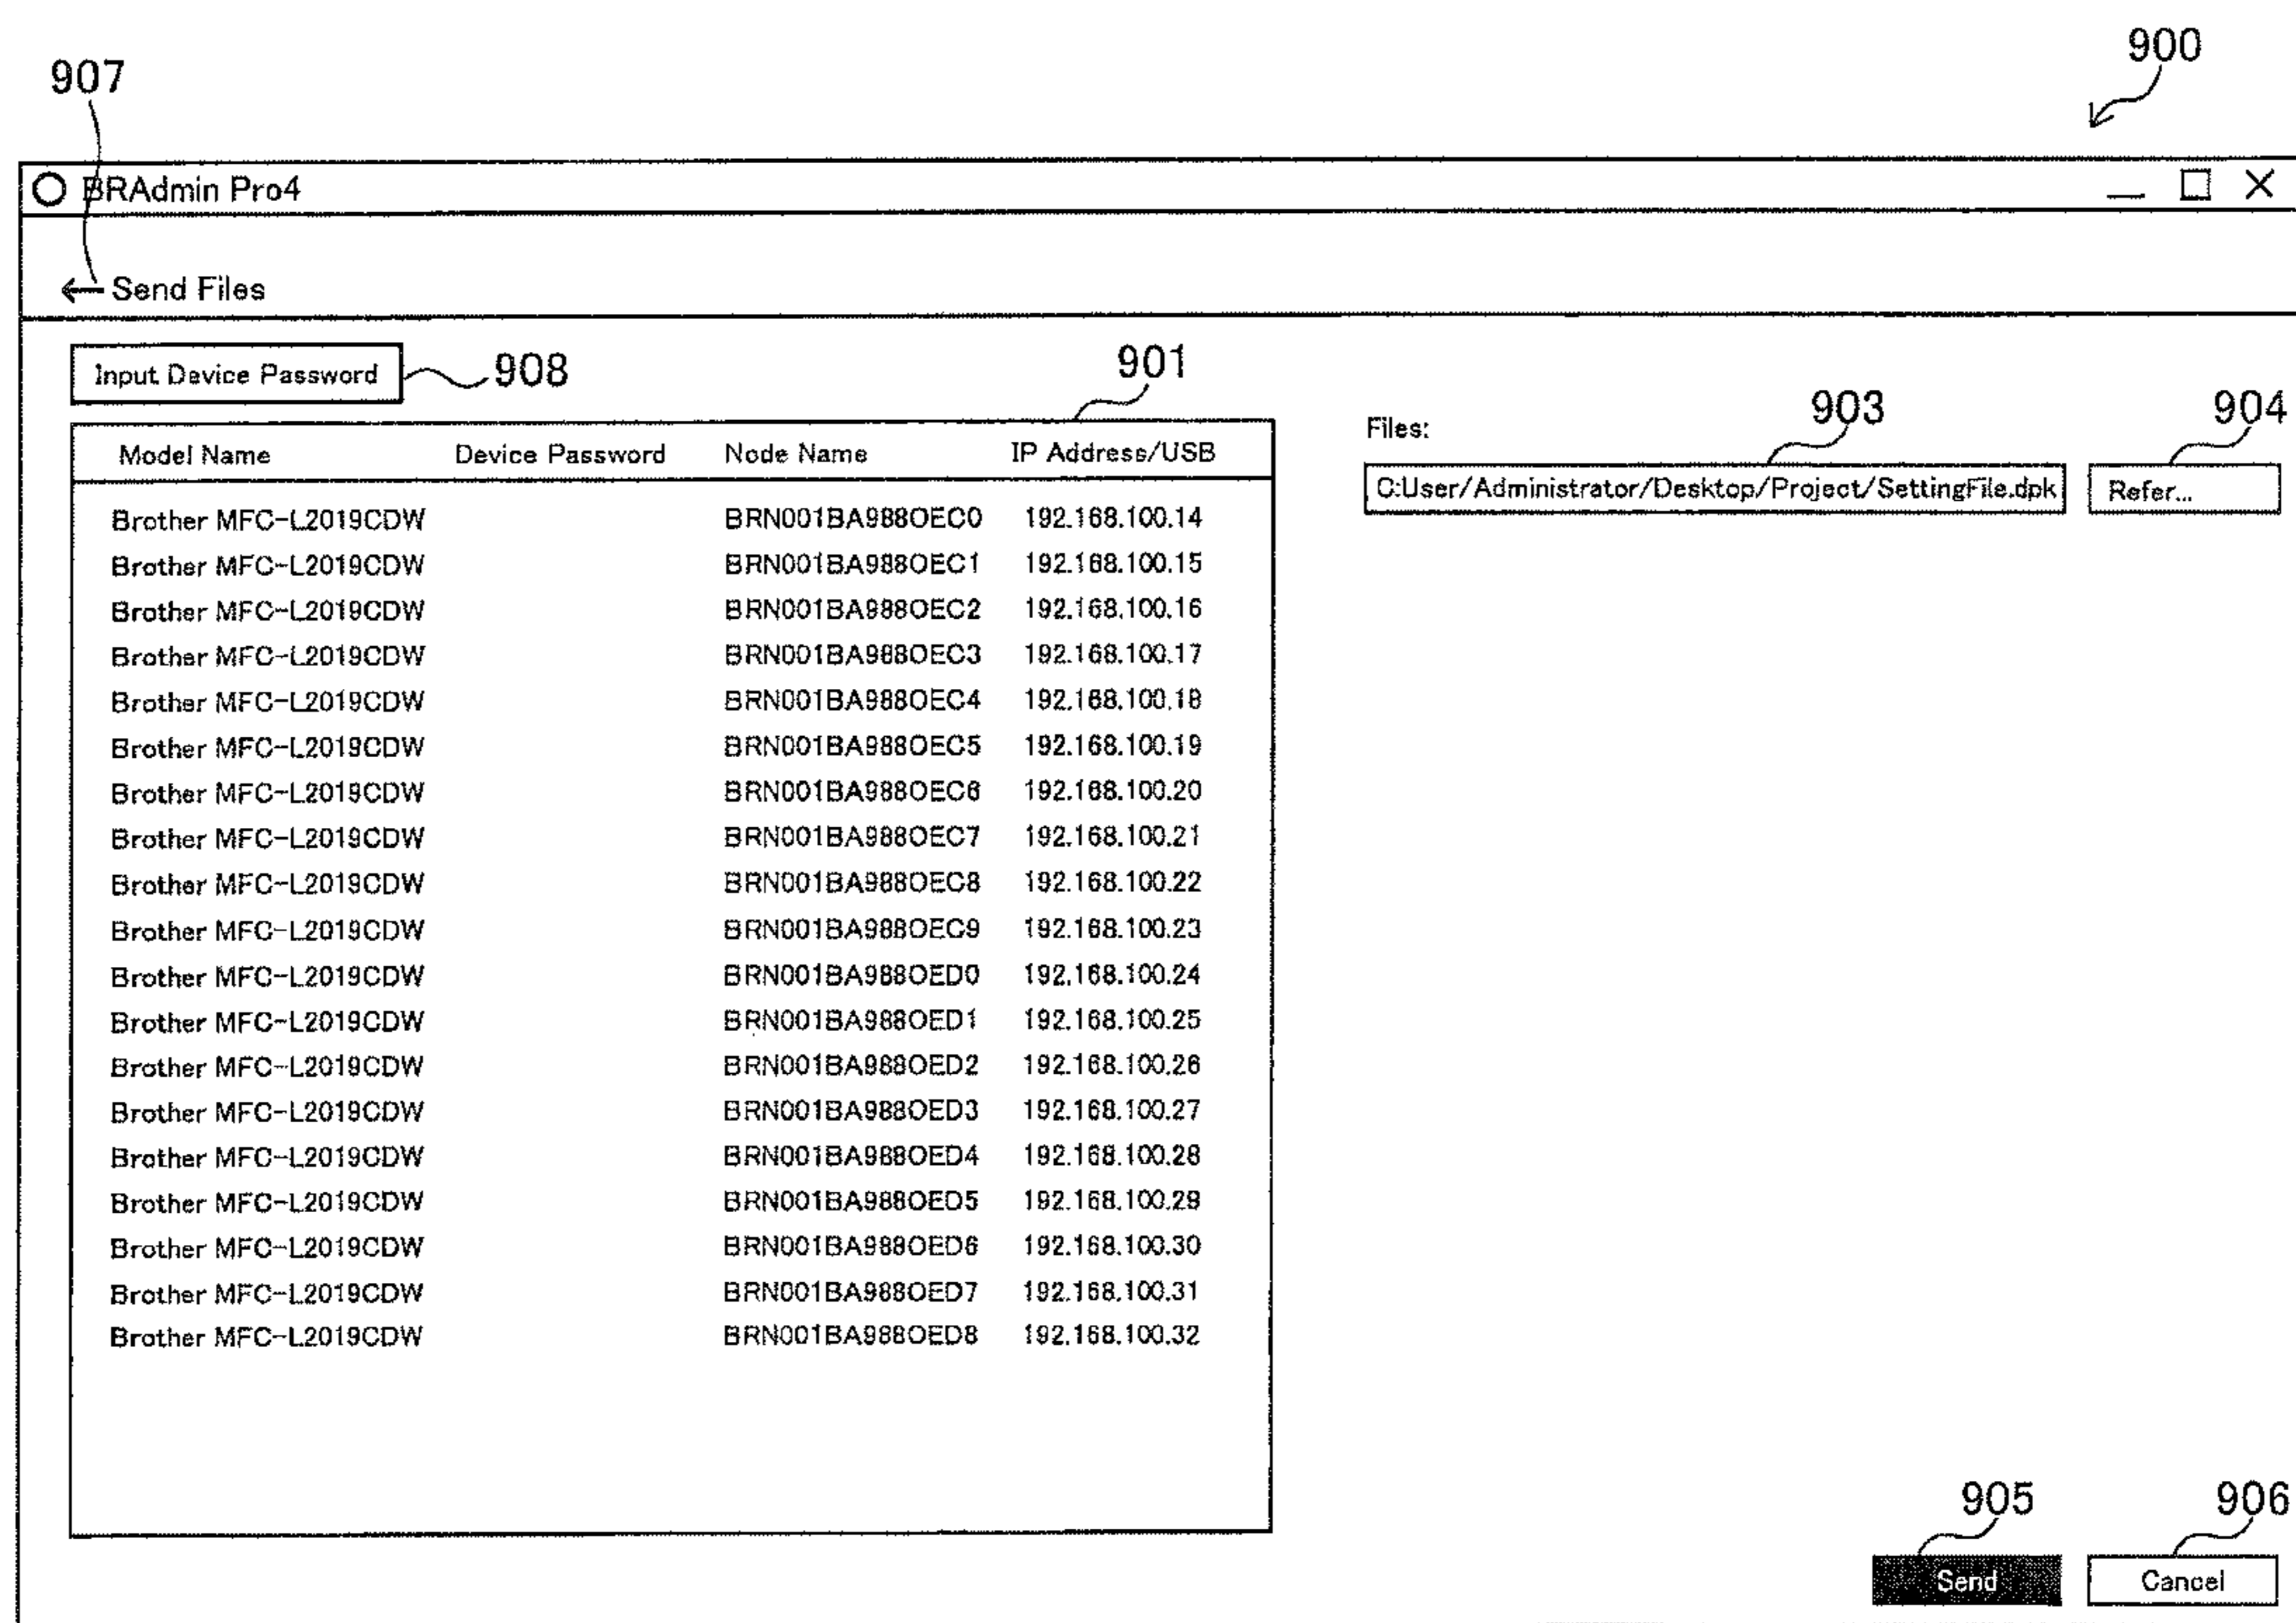 900
907
BRAdmin Pro4
← Send Files
Input Device Password 908
901
903 904
Files:
Model Name Device Password Node Name IP Address/USB
C:User/Administrator/Desktop/Project/SettingFile.dpk Refer...
Brother MFC-L2019CDW BRN001BA988OEC0 192.168.100.14
Brother MFC-L2019CDW BRN001BA988OEC1 192.168.100.15
Brother MFC-L2019CDW BRN001BA988OEC2 192.168.100.16
Brother MFC-L2019CDW BRN001BA988OEC3 192.168.100.17
Brother MFC-L2019CDW BRN001BA988OEC4 192.168.100.18
Brother MFC-L2019CDW BRN001BA988OEC5 192.168.100.19
Brother MFC-L2019CDW BRN001BA988OEC6 192.168.100.20
Brother MFC-L2019CDW BRN001BA988OEC7 192.168.100.21
Brother MFC-L2019CDW BRN001BA988OEC8 192.168.100.22
Brother MFC-L2019CDW BRN001BA988OEC9 192.168.100.23
Brother MFC-L2019CDW BRN001BA988OED0 192.168.100.24
Brother MFC-L2019CDW BRN001BA988OED1 192.168.100.25
Brother MFC-L2019CDW BRN001BA988OED2 192.168.100.26
Brother MFC-L2019CDW BRN001BA988OED3 192.168.100.27
Brother MFC-L2019CDW BRN001BA988OED4 192.168.100.28
Brother MFC-L2019CDW BRN001BA988OED5 192.168.100.29
Brother MFC-L2019CDW BRN001BA988OED6 192.168.100.30
Brother MFC-L2019CDW BRN001BA988OED7 192.168.100.31
Brother MFC-L2019CDW BRN001BA988OED8 192.168.100.32
905 906
Send Cancel